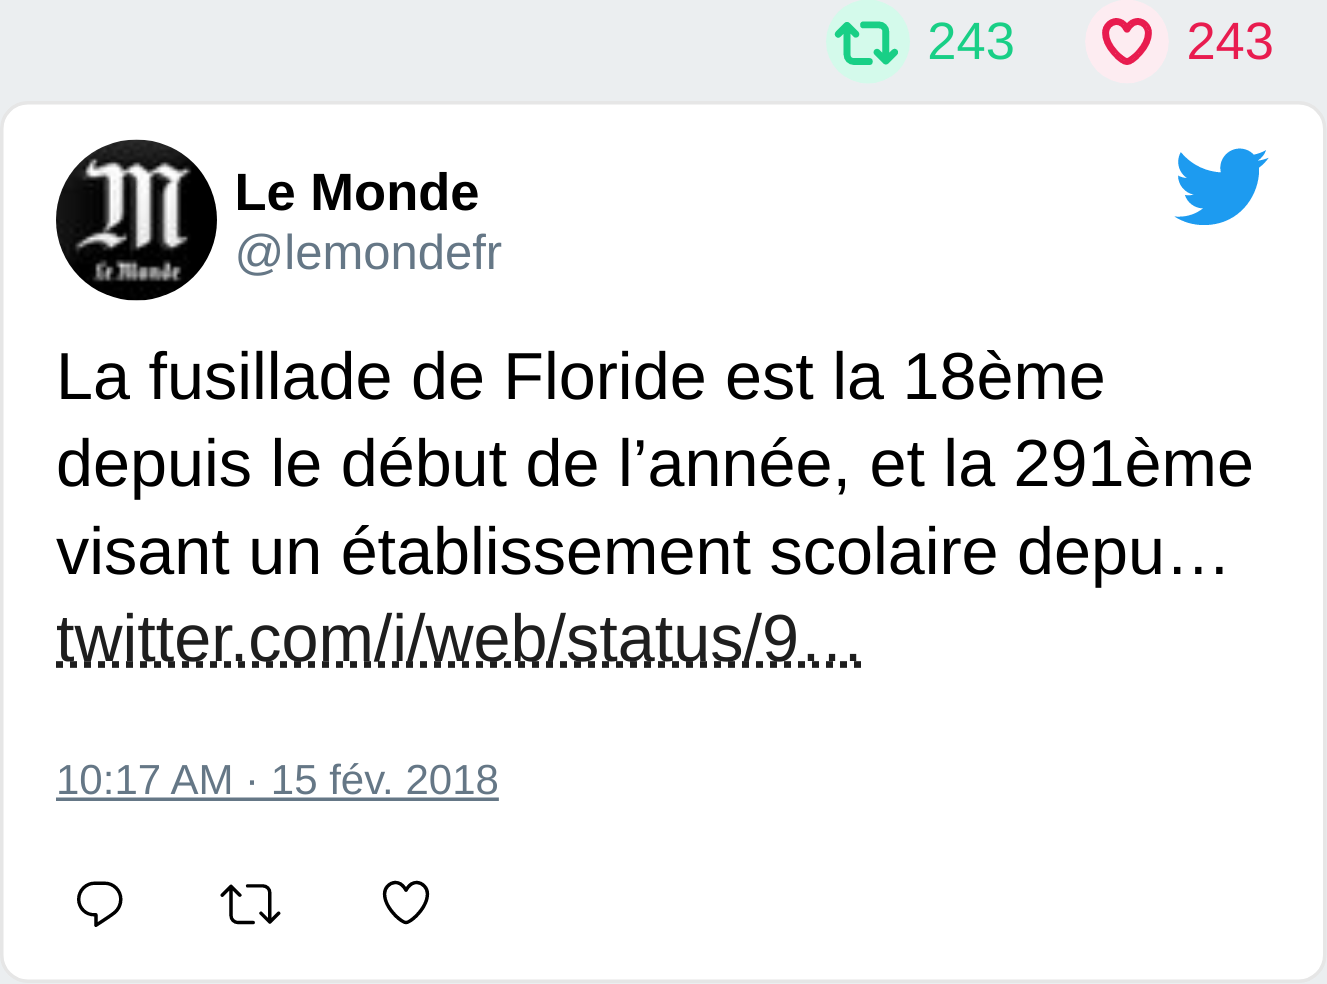 243 243
Le Monde
Le Monde
@lemondefr
La fusillade de Floride est la 18ème
depuis le début de l’année, et la 291ème
visant un établissement scolaire depu…
twitter.com/i/web/status/9…
10:17 AM · 15 fév. 2018